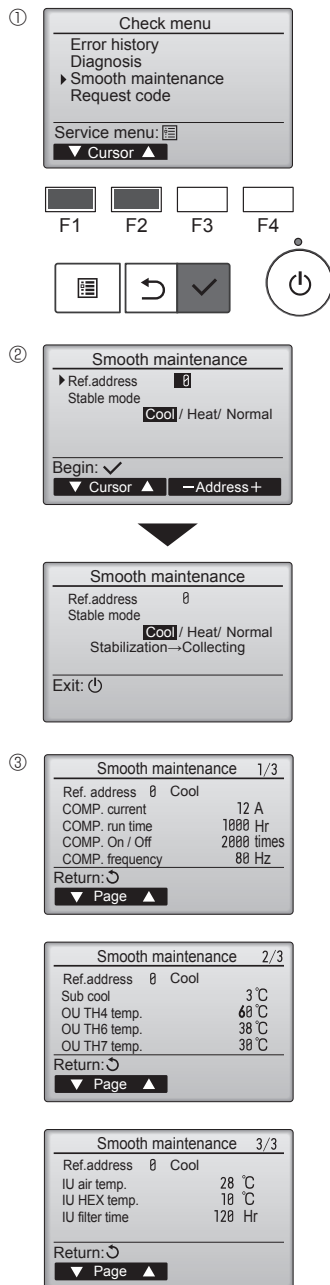 ①
Check menu
Error history
Diagnosis
Smooth maintenance
Request code
Service menu:
▼ Cursor ▲
F1 F2 F3 F4
②
Smooth maintenance
Ref.address 0
Stable mode
Cool / Heat/ Normal
Begin: ✓
▼ Cursor ▲ −Address+
Smooth maintenance
Ref.address 0
Stable mode
Cool / Heat/ Normal
Stabilization→Collecting
Exit:
③
Smooth maintenance 1/3
Ref. address 0 Cool
COMP. current 12 A
COMP. run time 1000 Hr
COMP. On / Off 2000 times
COMP. frequency 80 Hz
Return:
▼ Page ▲
Smooth maintenance 2/3
Ref.address 0 Cool
Sub cool 3 ℃
OU TH4 temp. 60 ℃
OU TH6 temp. 38 ℃
OU TH7 temp. 30 ℃
Return:
▼ Page ▲
Smooth maintenance 3/3
Ref.address 0 Cool
IU air temp. 28 ℃
IU HEX temp. 10 ℃
IU filter time 120 Hr
Return:
▼ Page ▲